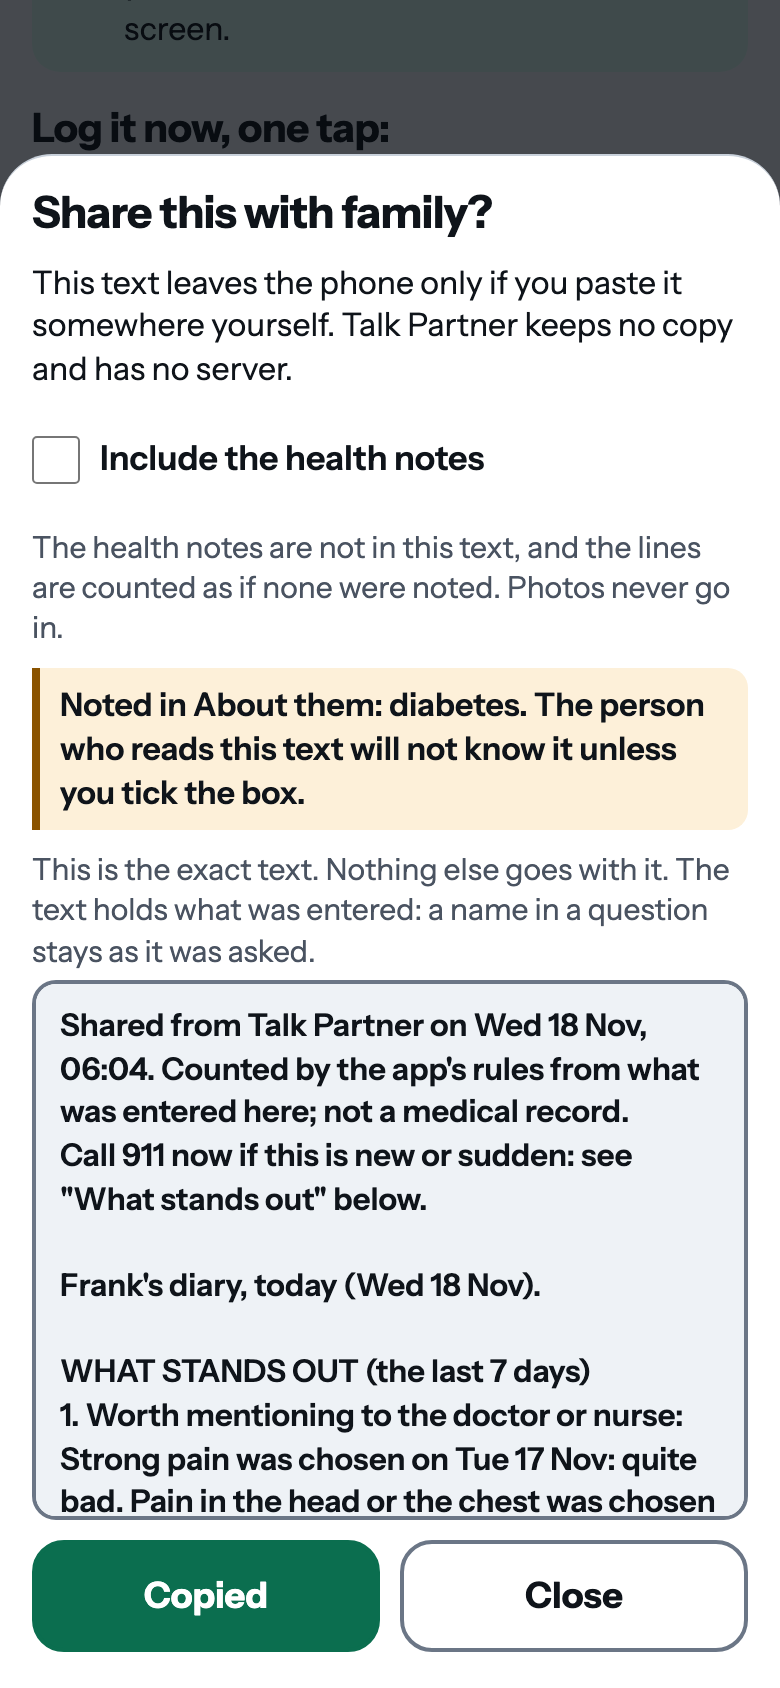 screen.
Log it now, one tap:
Share this with family?
This text leaves the phone only if you paste it
somewhere yourself. Talk Partner keeps no copy
and has no server.
Include the health notes
The health notes are not in this text, and the lines
are counted as if none were noted. Photos never go
in.
Noted in About them: diabetes. The person
who reads this text will not know it unless
you tick the box.
This is the exact text. Nothing else goes with it. The
text holds what was entered: a name in a question
stays as it was asked.
Shared from Talk Partner on Wed 18 Nov,
06:04. Counted by the app's rules from what
was entered here; not a medical record.
Call 911 now if this is new or sudden: see
"What stands out" below.
Frank's diary, today (Wed 18 Nov).
WHAT STANDS OUT (the last 7 days)
1. Worth mentioning to the doctor or nurse:
Strong pain was chosen on Tue 17 Nov: quite
bad. Pain in the head or the chest was chosen
Copied
Close